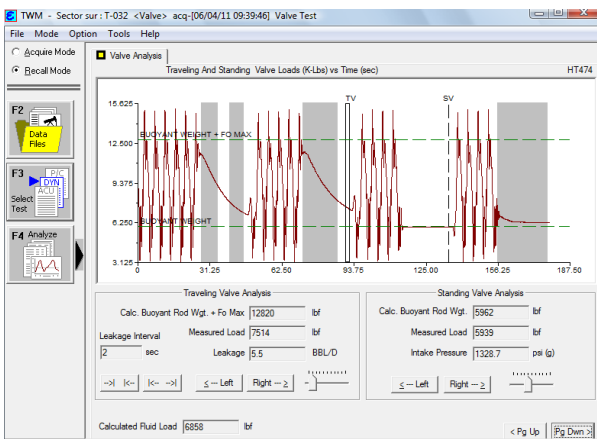 TWM - Sector sur : T-032 <Valve> acq-[06/04/11 09:39:46] Valve Test
File Mode Option Tools Help
Acquire Mode
Recall Mode
Valve Analysis
Traveling And Standing Valve Loads (K-Lbs) vs Time (sec) HT474
TV SV
15.625
BUOYANT WEIGHT + FO MAX
12.500
9.375
BUOYANT WEIGHT
6.250
3.125
0 31.25 62.50 93.75 125.00 156.25 187.50
F2
Data
Files
F3
P/C
DYN
ACU
Select
Test
F4 Analyze
Traveling Valve Analysis
Calc. Buoyant Rod Wgt. + Fo Max 12820 lbf
Measured Load 7514 lbf
Leakage Interval
2 sec
Leakage 5.5 BBL/D
-->| |<-- |<-- -->| < --- Left Right --- >
Standing Valve Analysis
Calc. Buoyant Rod Wgt. 5962 lbf
Measured Load 5939 lbf
Intake Pressure 1328.7 psi (g)
< --- Left Right --- >
Calculated Fluid Load 6858 lbf
< Pg Up Pg Dwn >